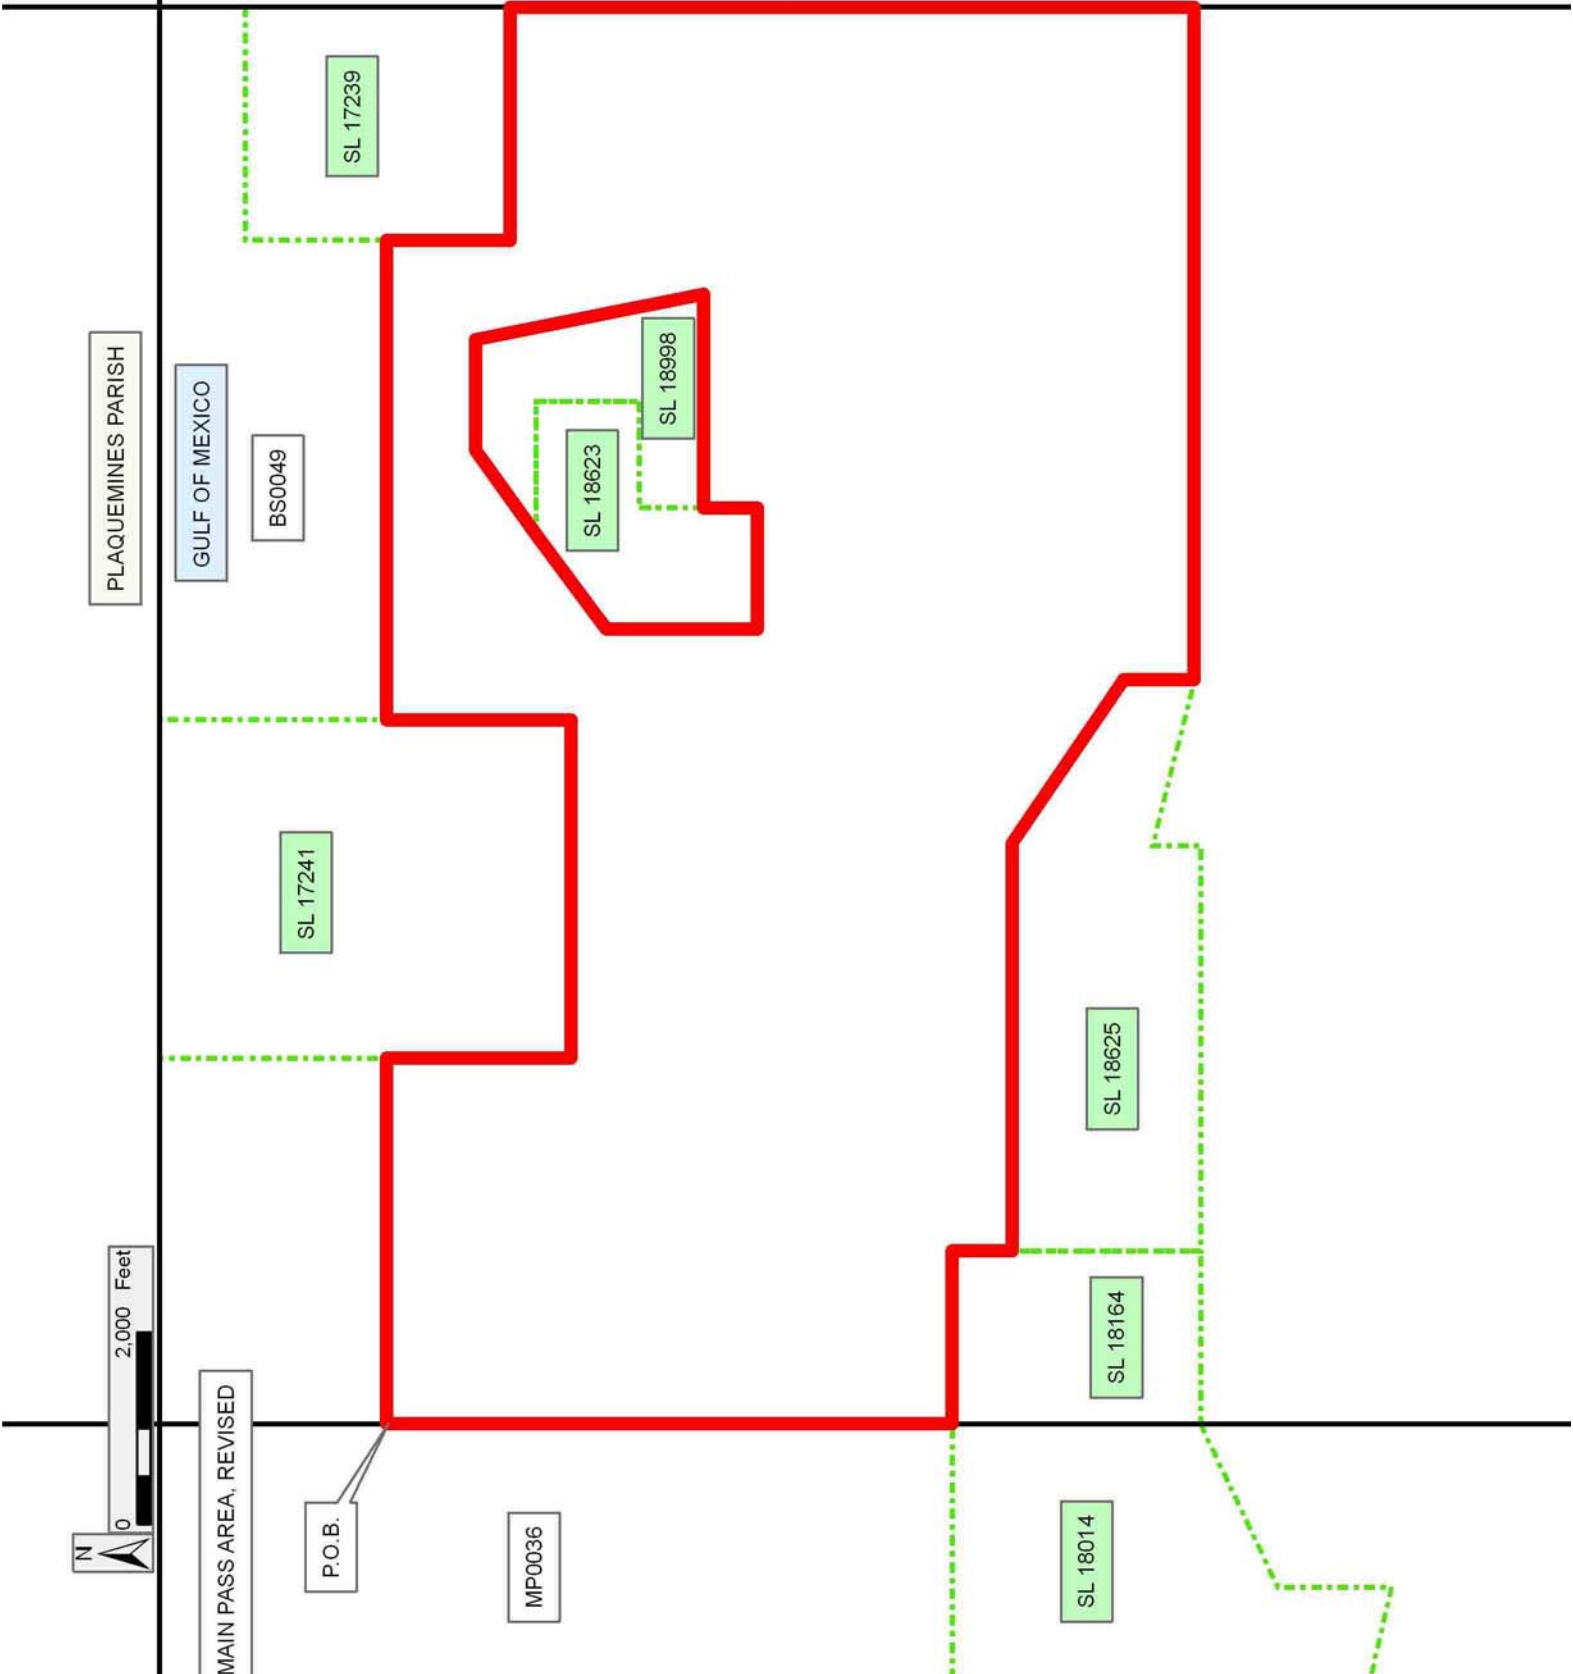 PLAQUEMINES PARISH
GULF OF MEXICO
BS0049
SL 17239
SL 18998
SL 18623
SL 17241
SL 18625
SL 18164
0
2,000 Feet
N
MAIN PASS AREA, REVISED
P.O.B.
MP0036
SL 18014